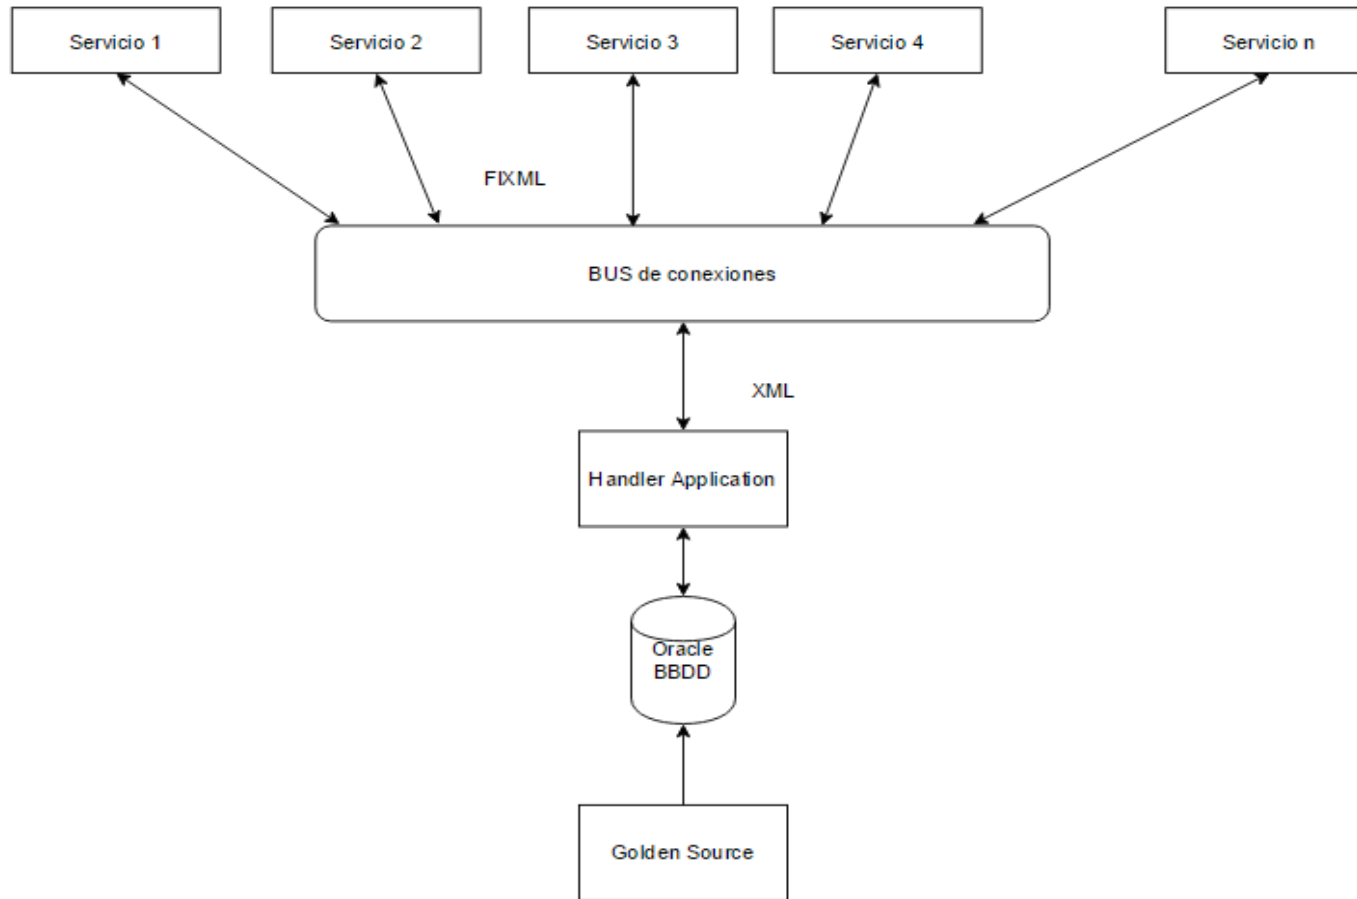 Servicio 1
Servicio 2
Servicio 3
Servicio 4
Servicio n
FIXML
BUS de conexiones
XML
Handler Application
Oracle
BBDD
Golden Source